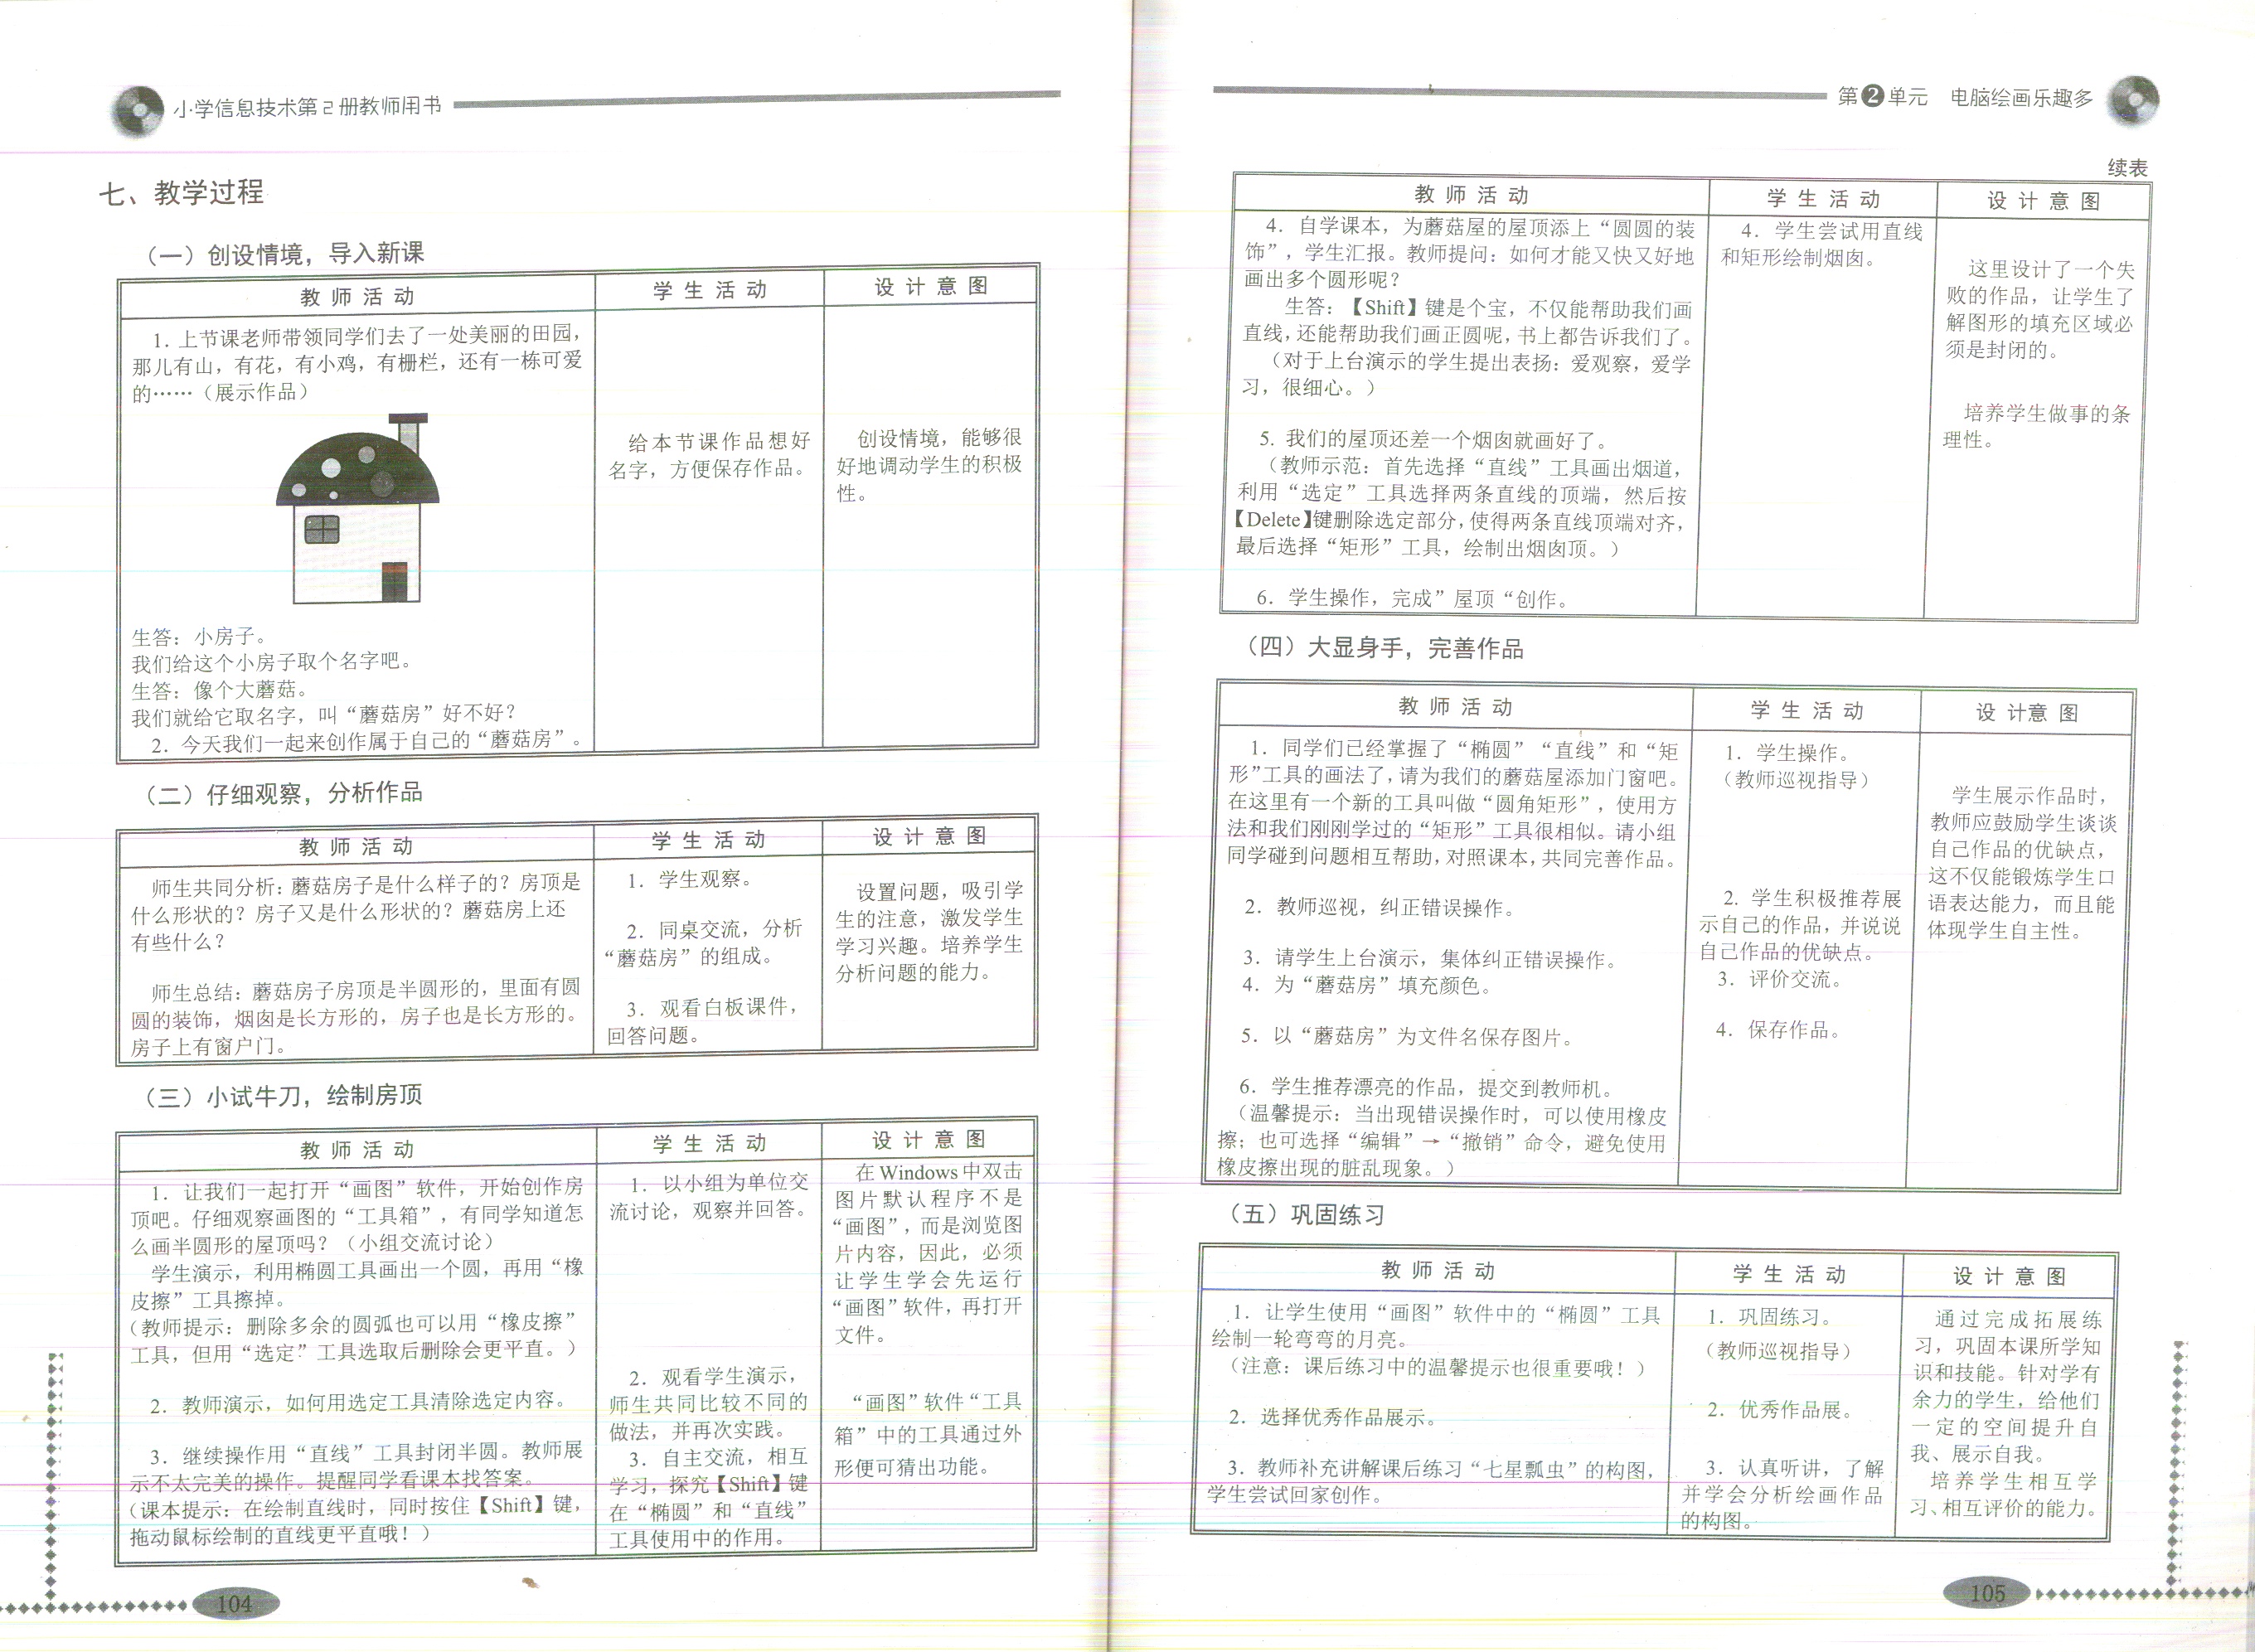 小学信息技术第2册教师用书
七、教学过程
（一）创设情境，导入新课
教 师 活 动
学 生 活 动
设 计 意 图
1. 上节课老师带领同学们去了一处美丽的田园，
那儿有山，有花，有小鸡，有栅栏，还有一栋可爱
的……（展示作品）
生答：小房子。
我们给这个小房子取个名字吧。
生答：像个大蘑菇。
我们就给它取名字，叫“蘑菇房”好不好？
2. 今天我们一起来创作属于自己的“蘑菇房”。
给本节课作品想好
名字，方便保存作品。
创设情境，能够很
好地调动学生的积极
性。
（二）仔细观察，分析作品
教 师 活 动
学 生 活 动
设 计 意 图
师生共同分析：蘑菇房子是什么样子的？房顶是
什么形状的？房子又是什么形状的？蘑菇房上还
有些什么？
师生总结：蘑菇房子房顶是半圆形的，里面有圆
圆的装饰，烟囱是长方形的，房子也是长方形的。
房子上有窗户门。
1. 学生观察。
2. 同桌交流，分析
“蘑菇房”的组成。
3. 观看白板课件，
回答问题。
设置问题，吸引学
生的注意，激发学生
学习兴趣。培养学生
分析问题的能力。
（三）小试牛刀，绘制房顶
教 师 活 动
学 生 活 动
设 计 意 图
1. 让我们一起打开“画图”软件，开始创作房
顶吧。仔细观察画图的“工具箱”，有同学知道怎
么画半圆形的屋顶吗？（小组交流讨论）
学生演示，利用椭圆工具画出一个圆，再用“橡
皮擦”工具擦掉。
（教师提示：删除多余的圆弧也可以用“橡皮擦”
工具，但用“选定”工具选取后删除会更平直。）
2. 教师演示，如何用选定工具清除选定内容。
3. 继续操作用“直线”工具封闭半圆。教师展
示不太完美的操作。提醒同学看课本找答案。
（课本提示：在绘制直线时，同时按住【Shift】键，
拖动鼠标绘制的直线更平直哦！）
1. 以小组为单位交
流讨论，观察并回答。
2. 观看学生演示，
师生共同比较不同的
做法，并再次实践。
3. 自主交流，相互
学习，探究【Shift】键
在“椭圆”和“直线”
工具使用中的作用。
在Windows中双击
图片默认程序不是
“画图”，而是浏览图
片内容，因此，必须
让学生学会先运行
“画图”软件，再打开
文件。
“画图”软件“工具
箱”中的工具通过外
形便可猜出功能。
104
第2单元 电脑绘画乐趣多
续表
教 师 活 动
学 生 活 动
设 计 意 图
4. 自学课本，为蘑菇屋的屋顶添上“圆圆的装
饰”，学生汇报。教师提问：如何才能又快又好地
画出多个圆形呢？
生答：【Shift】键是个宝，不仅能帮助我们画
直线，还能帮助我们画正圆呢，书上都告诉我们了。
（对于上台演示的学生提出表扬：爱观察，爱学
习，很细心。）
5. 我们的屋顶还差一个烟囱就画好了。
（教师示范：首先选择“直线”工具画出烟道，
利用“选定”工具选择两条直线的顶端，然后按
【Delete】键删除选定部分，使得两条直线顶端对齐，
最后选择“矩形”工具，绘制出烟囱顶。）
6. 学生操作，完成”屋顶“创作。
4. 学生尝试用直线
和矩形绘制烟囱。
这里设计了一个失
败的作品，让学生了
解图形的填充区域必
须是封闭的。
培养学生做事的条
理性。
（四）大显身手，完善作品
教 师 活 动
学 生 活 动
设 计意 图
1. 同学们已经掌握了“椭圆”“直线”和“矩
形”工具的画法了，请为我们的蘑菇屋添加门窗吧。
在这里有一个新的工具叫做“圆角矩形”，使用方
法和我们刚刚学过的“矩形”工具很相似。请小组
同学碰到问题相互帮助，对照课本，共同完善作品。
2. 教师巡视，纠正错误操作。
3. 请学生上台演示，集体纠正错误操作。
4. 为“蘑菇房”填充颜色。
5. 以“蘑菇房”为文件名保存图片。
6. 学生推荐漂亮的作品，提交到教师机。
（温馨提示：当出现错误操作时，可以使用橡皮
擦；也可选择“编辑”→“撤销”命令，避免使用
橡皮擦出现的脏乱现象。）
1. 学生操作。
（教师巡视指导）
2. 学生积极推荐展
示自己的作品，并说说
自己作品的优缺点。
3. 评价交流。
4. 保存作品。
学生展示作品时，
教师应鼓励学生谈谈
自己作品的优缺点，
这不仅能锻炼学生口
语表达能力，而且能
体现学生自主性。
（五）巩固练习
教 师 活 动
学 生 活 动
设 计 意 图
1. 让学生使用“画图”软件中的“椭圆”工具
绘制一轮弯弯的月亮。
（注意：课后练习中的温馨提示也很重要哦！）
2. 选择优秀作品展示。
3. 教师补充讲解课后练习“七星瓢虫”的构图，
学生尝试回家创作。
1. 巩固练习。
（教师巡视指导）
2. 优秀作品展。
3. 认真听讲，了解
并学会分析绘画作品
的构图。
通过完成拓展练
习，巩固本课所学知
识和技能。针对学有
余力的学生，给他们
一定的空间提升自
我、展示自我。
培养学生相互学
习、相互评价的能力。
105